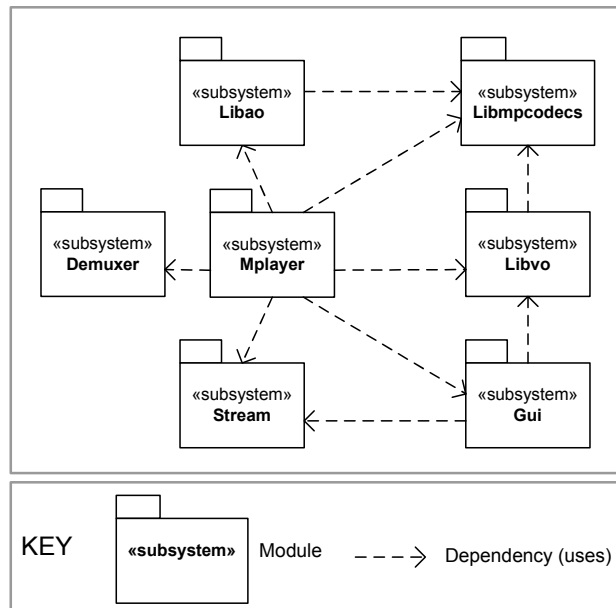 «subsystem»
Libao
«subsystem»
Libmpcodecs
«subsystem»
Demuxer
«subsystem»
Mplayer
«subsystem»
Libvo
«subsystem»
Stream
«subsystem»
Gui
KEY
«subsystem»
Module
Dependency (uses)